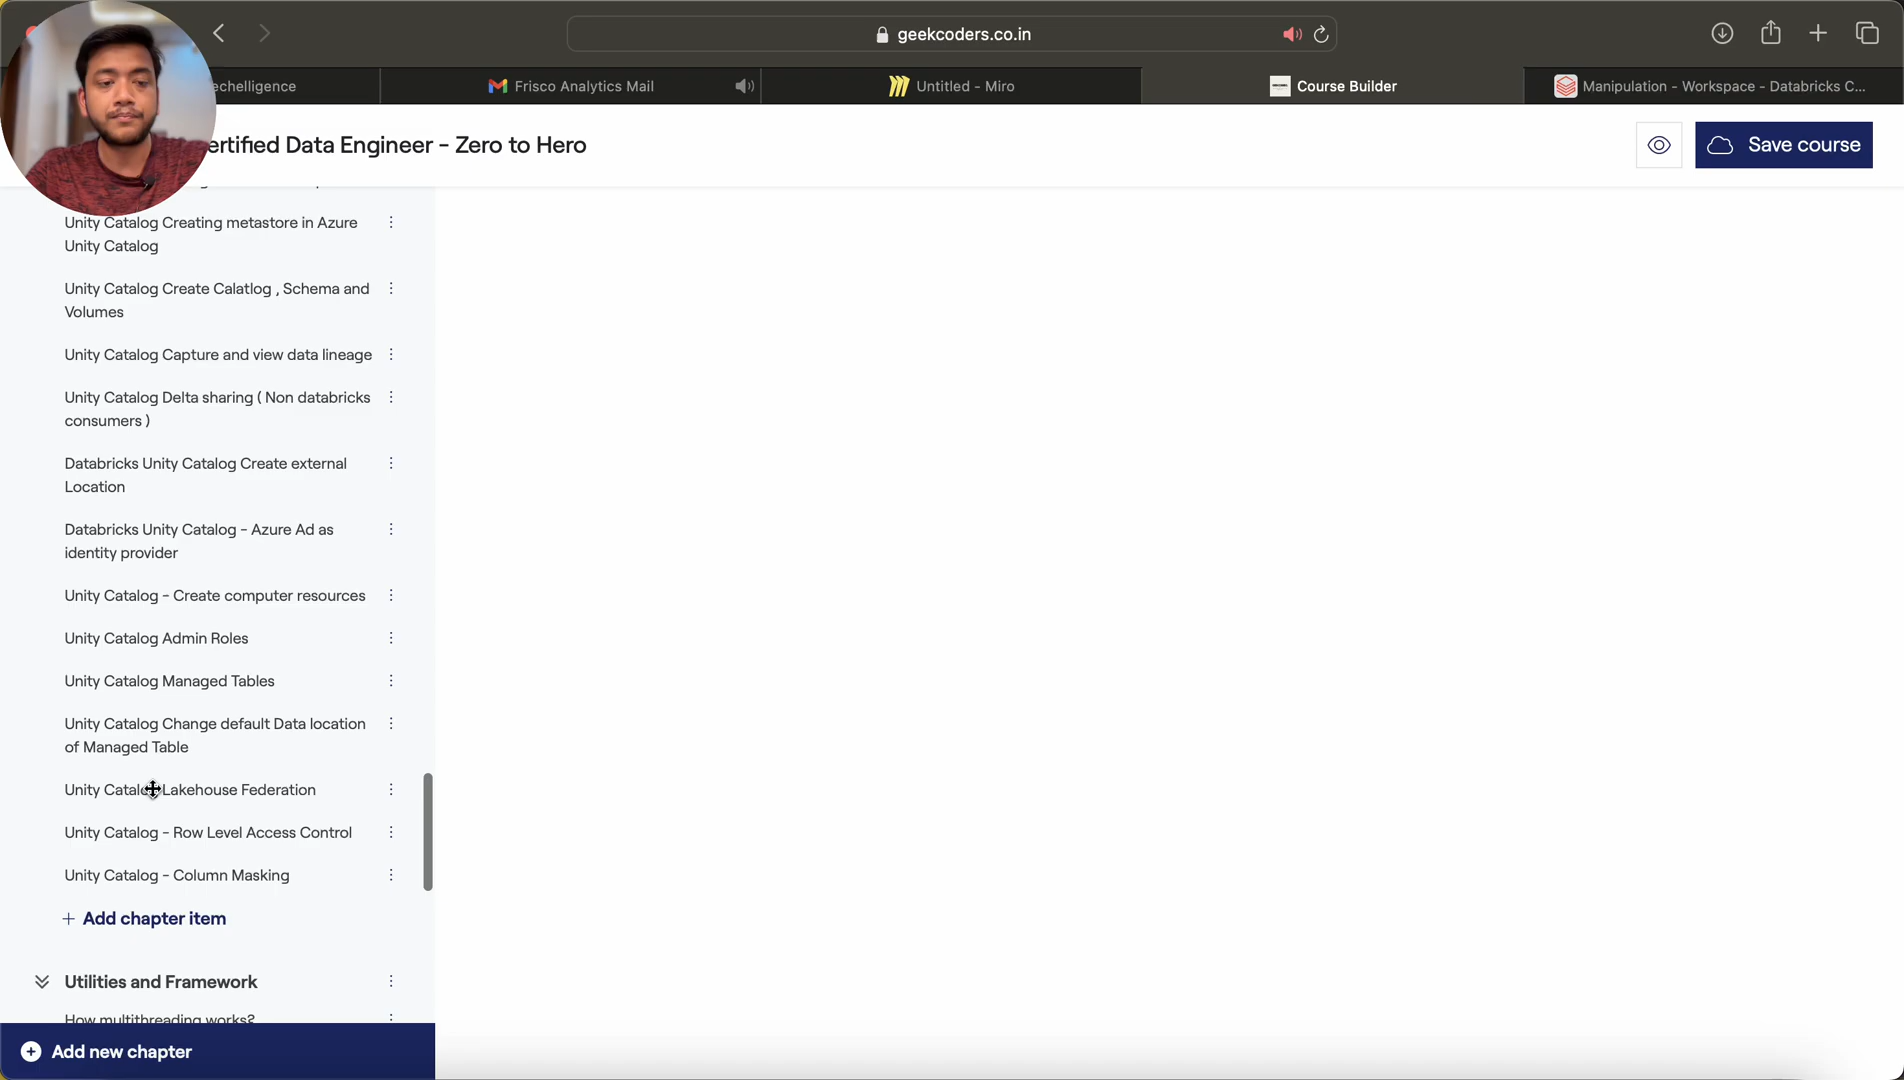 geekcoders.co.in
echelligence
Frisco Analytics Mail
Untitled - Miro
Course Builder
Manipulation - Workspace - Databricks C...
ertified Data Engineer - Zero to Hero
Save course
Unity Catalog Creating metastore in Azure
Unity Catalog
Unity Catalog Create Calatlog , Schema and
Volumes
Unity Catalog Capture and view data lineage
Unity Catalog Delta sharing ( Non databricks
consumers )
Databricks Unity Catalog Create external
Location
Databricks Unity Catalog - Azure Ad as
identity provider
Unity Catalog - Create computer resources
Unity Catalog Admin Roles
Unity Catalog Managed Tables
Unity Catalog Change default Data location
of Managed Table
Unity Catalog Lakehouse Federation
Unity Catalog - Row Level Access Control
Unity Catalog - Column Masking
+ Add chapter item
Utilities and Framework
How multithreading works?
Add new chapter